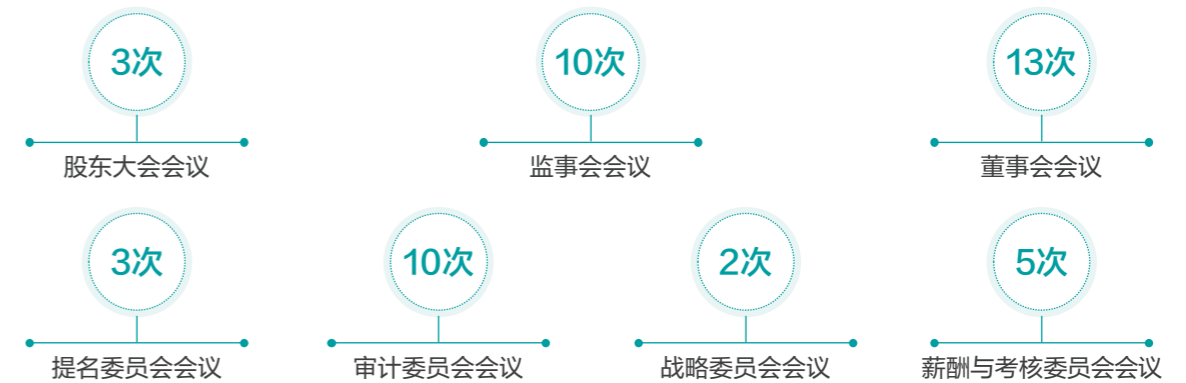 3次
10次
13次
股东大会会议
监事会会议
董事会会议
3次
10次
2次
5次
提名委员会会议
审计委员会会议
战略委员会会议
薪酬与考核委员会会议